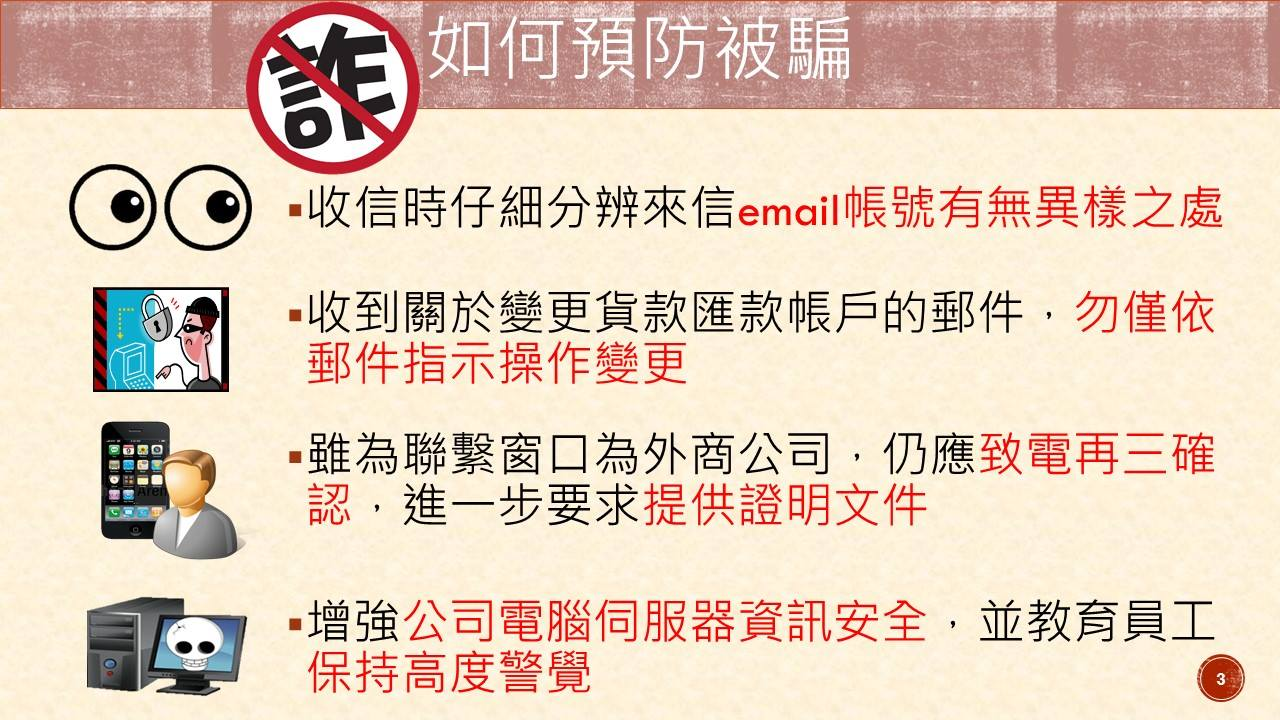 詐
如何預防被騙
收信時仔細分辨來信email帳號有無異樣之處
收到關於變更貨款匯款帳戶的郵件，勿僅依
郵件指示操作變更
雖為聯繫窗口為外商公司，仍應致電再三確
認，進一步要求提供證明文件
增強公司電腦伺服器資訊安全，並教育員工
保持高度警覺
3